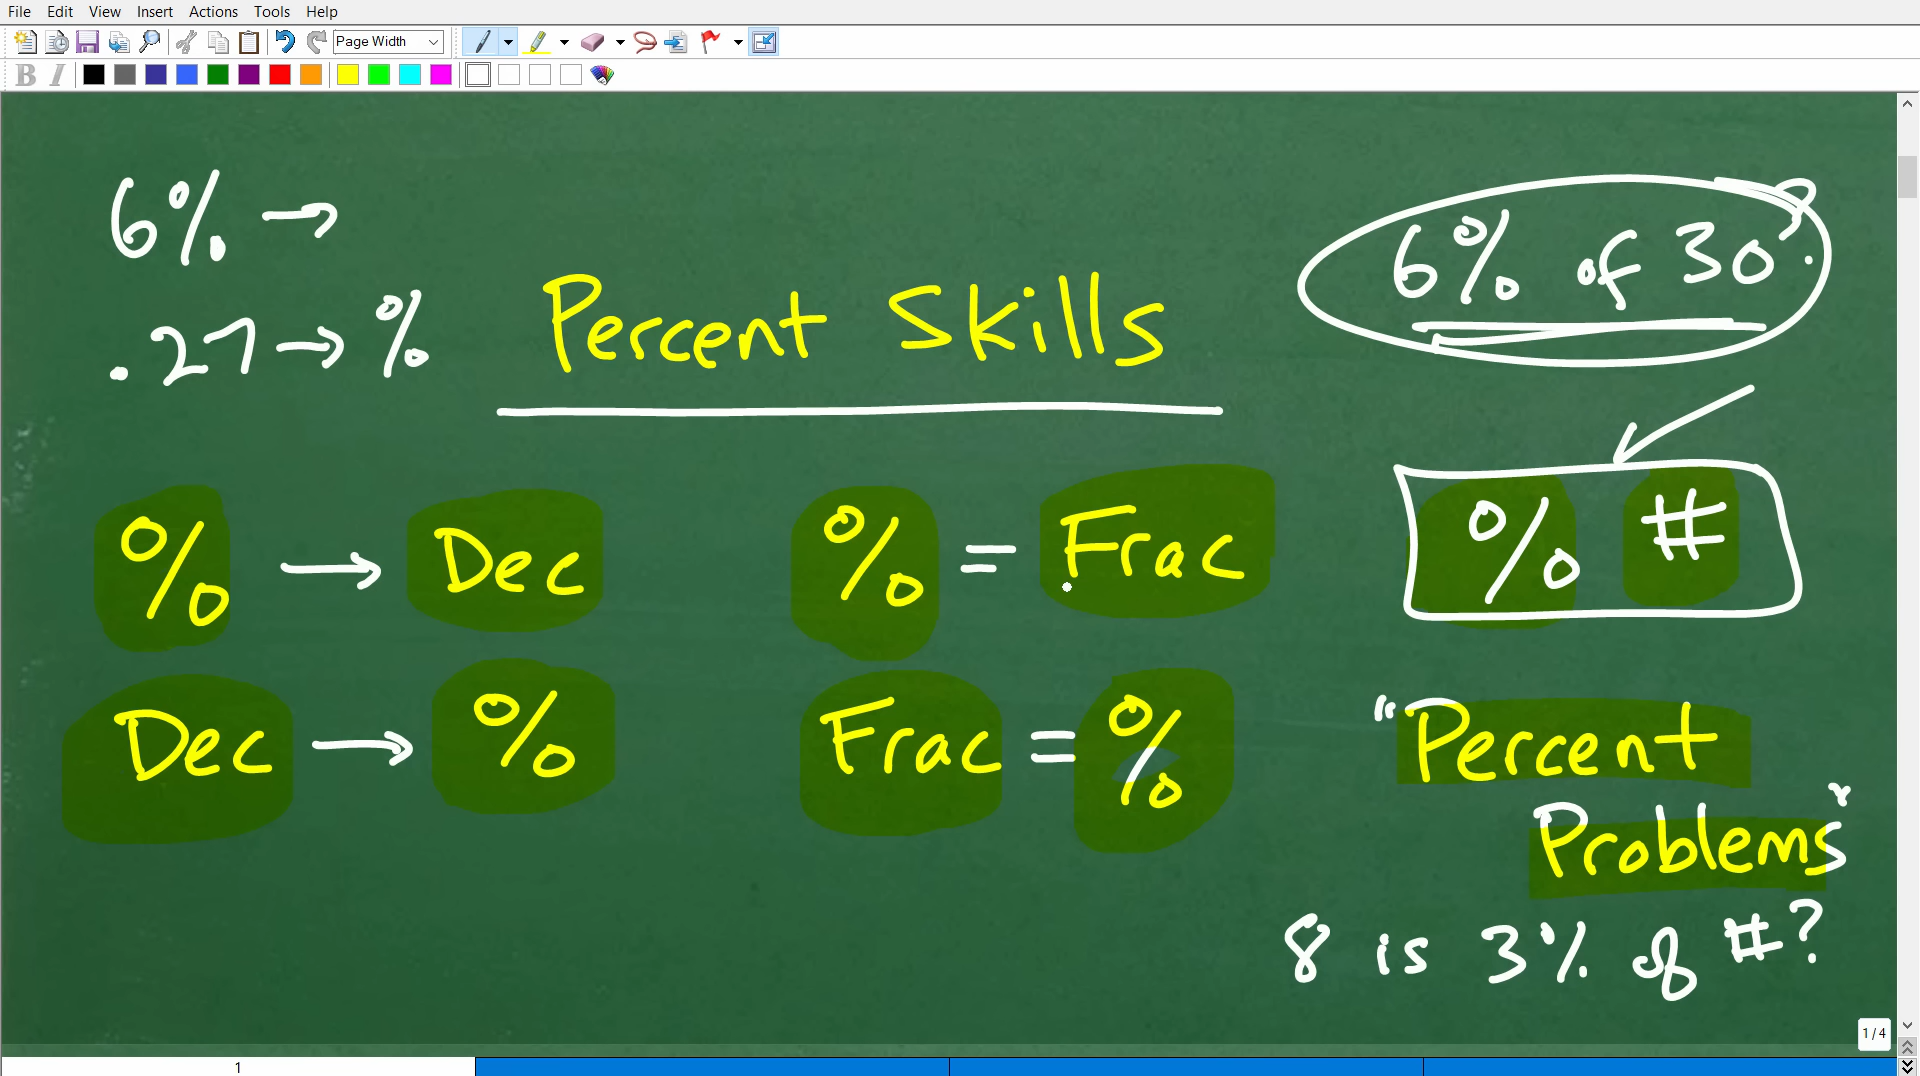 File Edit View Insert Actions Tools Help
Page Width
B I
6% →
.27 → %
Percent Skills
6% of 30?
% → Dec
% = Frac
% #
Dec → %
Frac = %
"Percent
Problems"
8 is 3% of #?
1 / 4
1